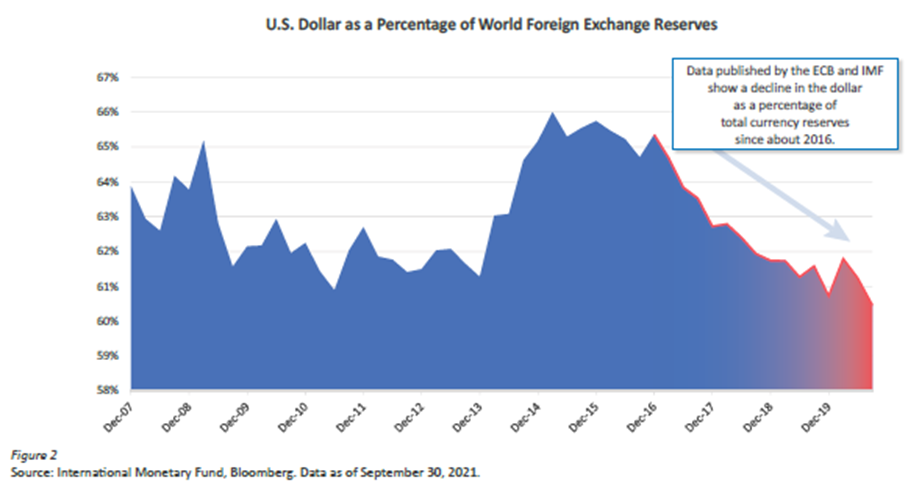 U.S. Dollar as a Percentage of World Foreign Exchange Reserves
Data published by the ECB and IMF
show a decline in the dollar
as a percentage of
total currency reserves
since about 2016.
67%
66%
65%
64%
63%
62%
61%
60%
59%
58%
Dec-07
Dec-08
Dec-09
Dec-10
Dec-11
Dec-12
Dec-13
Dec-14
Dec-15
Dec-16
Dec-17
Dec-18
Dec-19
Figure 2
Source: International Monetary Fund, Bloomberg. Data as of September 30, 2021.